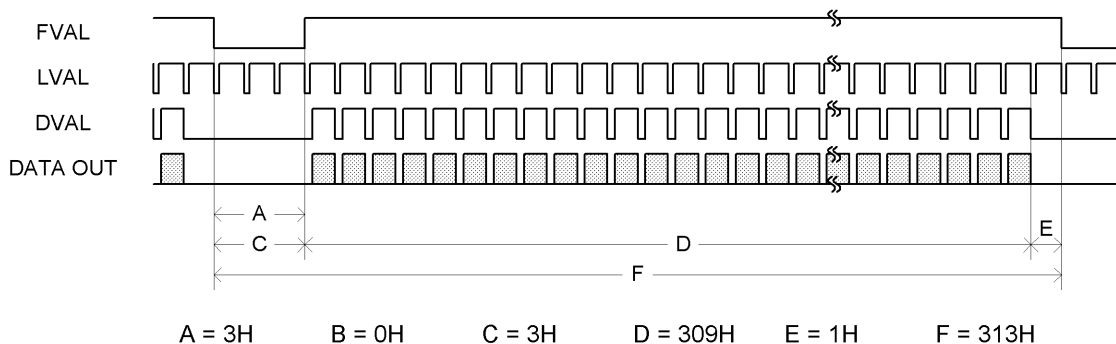 FVAL
LVAL
DVAL
DATA OUT
A
C D E
F
A = 3H B = 0H C = 3H D = 309H E = 1H F = 313H